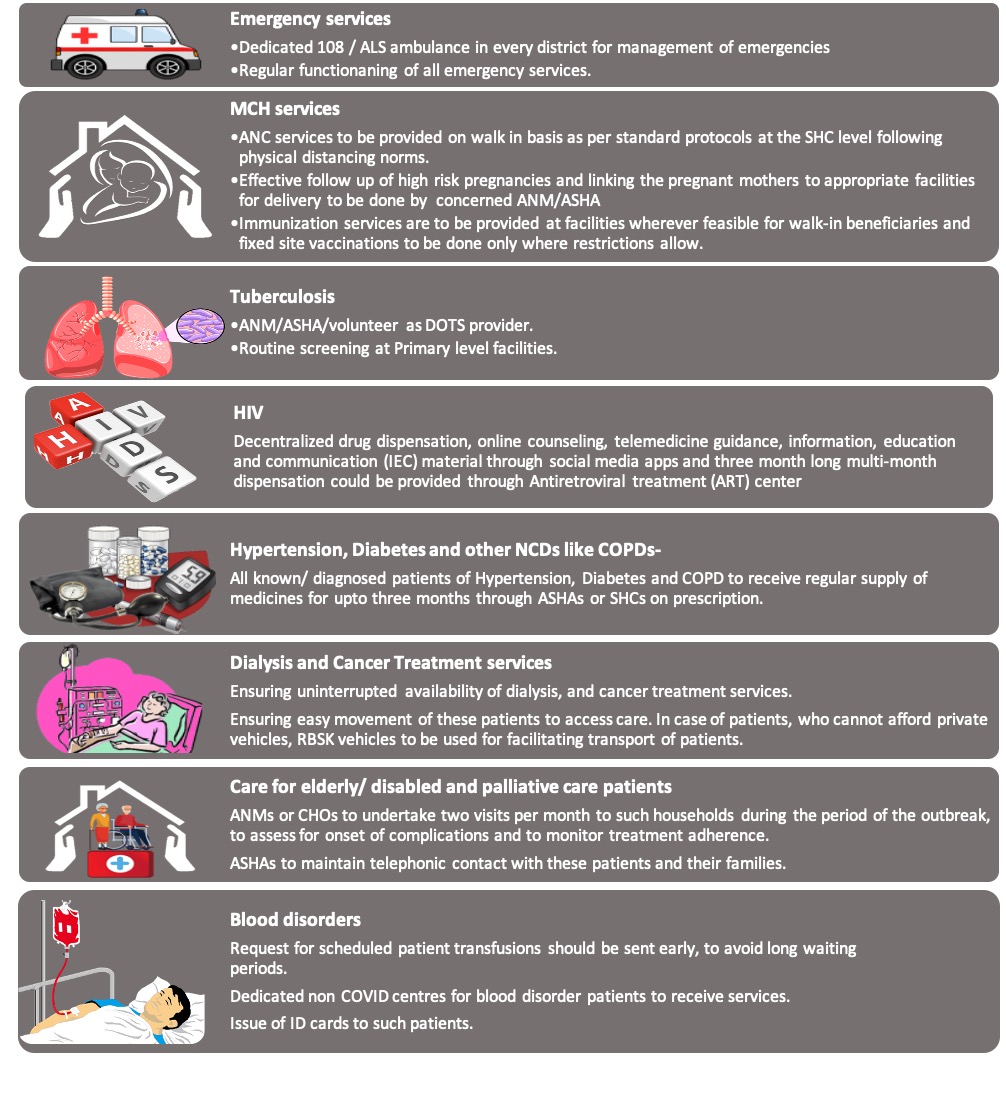 Emergency services
•Dedicated 108 / ALS ambulance in every district for management of emergencies
•Regular functionaning of all emergency services.
MCH services
•ANC services to be provided on walk in basis as per standard protocols at the SHC level following
physical distancing norms.
•Effective follow up of high risk pregnancies and linking the pregnant mothers to appropriate facilities
for delivery to be done by concerned ANM/ASHA
•Immunization services are to be provided at facilities wherever feasible for walk-in beneficiaries and
fixed site vaccinations to be done only where restrictions allow.
Tuberculosis
•ANM/ASHA/volunteer as DOTS provider.
•Routine screening at Primary level facilities.
A
A
H I V
H H
D
D
S
S
HIV
Decentralized drug dispensation, online counseling, telemedicine guidance, information, education
and communication (IEC) material through social media apps and three month long multi-month
dispensation could be provided through Antiretroviral treatment (ART) center
5.9
Hypertension, Diabetes and other NCDs like COPDs-
All known/ diagnosed patients of Hypertension, Diabetes and COPD to receive regular supply of
medicines for upto three months through ASHAs or SHCs on prescription.
Dialysis and Cancer Treatment services
Ensuring uninterrupted availability of dialysis, and cancer treatment services.
Ensuring easy movement of these patients to access care. In case of patients, who cannot afford private
vehicles, RBSK vehicles to be used for facilitating transport of patients.
Care for elderly/ disabled and palliative care patients
ANMs or CHOs to undertake two visits per month to such households during the period of the outbreak,
to assess for onset of complications and to monitor treatment adherence.
ASHAs to maintain telephonic contact with these patients and their families.
Blood disorders
Request for scheduled patient transfusions should be sent early, to avoid long waiting
periods.
Dedicated non COVID centres for blood disorder patients to receive services.
Issue of ID cards to such patients.